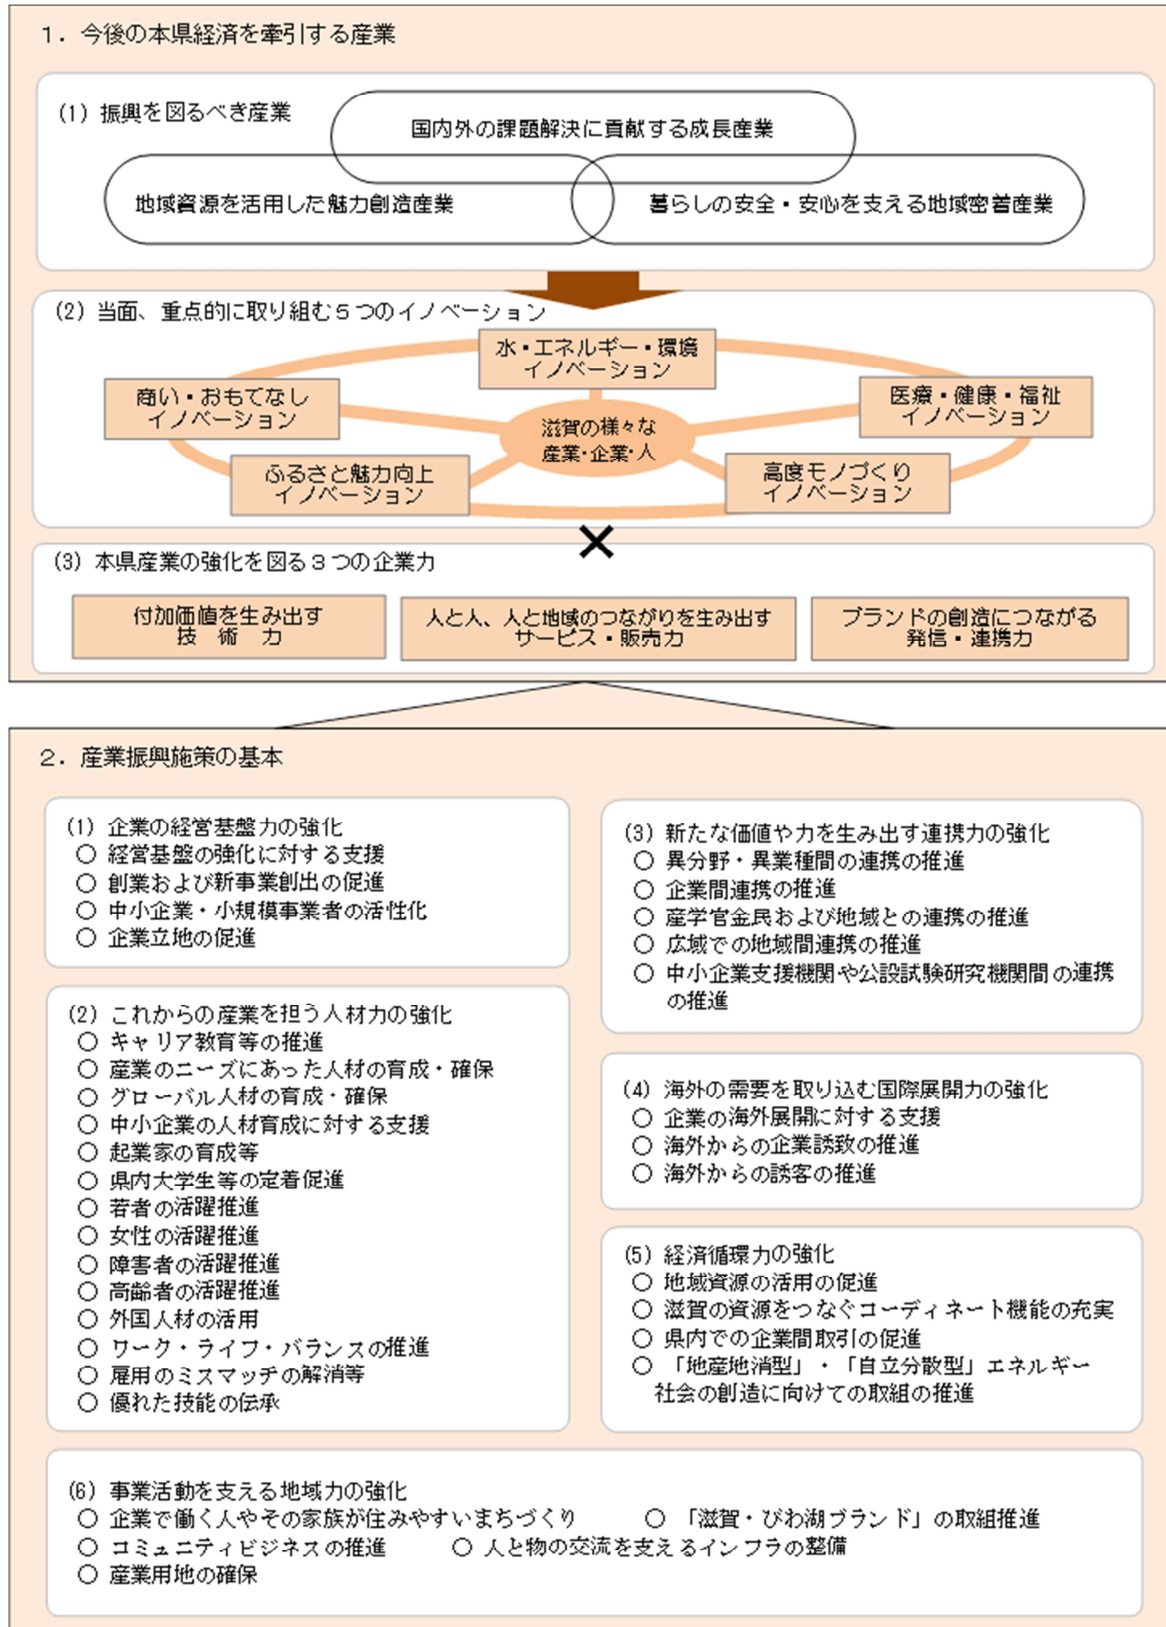 １．今後の本県経済を牽引する産業
(1) 振興を図るべき産業
国内外の課題解決に貢献する成長産業
地域資源を活用した魅力創造産業
暮らしの安全・安心を支える地域密着産業
(2) 当面、重点的に取り組む５つのイノベーション
水・エネルギー・環境
イノベーション
商い・おもてなし
イノベーション
医療・健康・福祉
イノベーション
滋賀の様々な
産業・企業・人
ふるさと魅力向上
イノベーション
高度モノづくり
イノベーション
×
(3) 本県産業の強化を図る３つの企業力
付加価値を生み出す
技　術　力
人と人、人と地域のつながりを生み出す
サービス・販売力
ブランドの創造につながる
発信・連携力
２．産業振興施策の基本
(1) 企業の経営基盤力の強化
○ 経営基盤の強化に対する支援
○ 創業および新事業創出の促進
○ 中小企業・小規模事業者の活性化
○ 企業立地の促進
(2) これからの産業を担う人材力の強化
○ キャリア教育等の推進
○ 産業のニーズにあった人材の育成・確保
○ グローバル人材の育成・確保
○ 中小企業の人材育成に対する支援
○ 起業家の育成等
○ 県内大学生等の定着促進
○ 若者の活躍推進
○ 女性の活躍推進
○ 障害者の活躍推進
○ 高齢者の活躍推進
○ 外国人材の活用
○ ワーク・ライフ・バランスの推進
○ 雇用のミスマッチの解消等
○ 優れた技能の伝承
(3) 新たな価値や力を生み出す連携力の強化
○ 異分野・異業種間の連携の推進
○ 企業間連携の推進
○ 産学官金民および地域との連携の推進
○ 広域での地域間連携の推進
○ 中小企業支援機関や公設試験研究機関間の連携
の推進
(4) 海外の需要を取り込む国際展開力の強化
○ 企業の海外展開に対する支援
○ 海外からの企業誘致の推進
○ 海外からの誘客の推進
(5) 経済循環力の強化
○ 地域資源の活用の促進
○ 滋賀の資源をつなぐコーディネート機能の充実
○ 県内での企業間取引の促進
○ 「地産地消型」・「自立分散型」エネルギー
社会の創造に向けての取組の推進
(6) 事業活動を支える地域力の強化
○ 企業で働く人やその家族が住みやすいまちづくり　○ 「滋賀・びわ湖ブランド」の取組推進
○ コミュニティビジネスの推進　○ 人と物の交流を支えるインフラの整備
○ 産業用地の確保